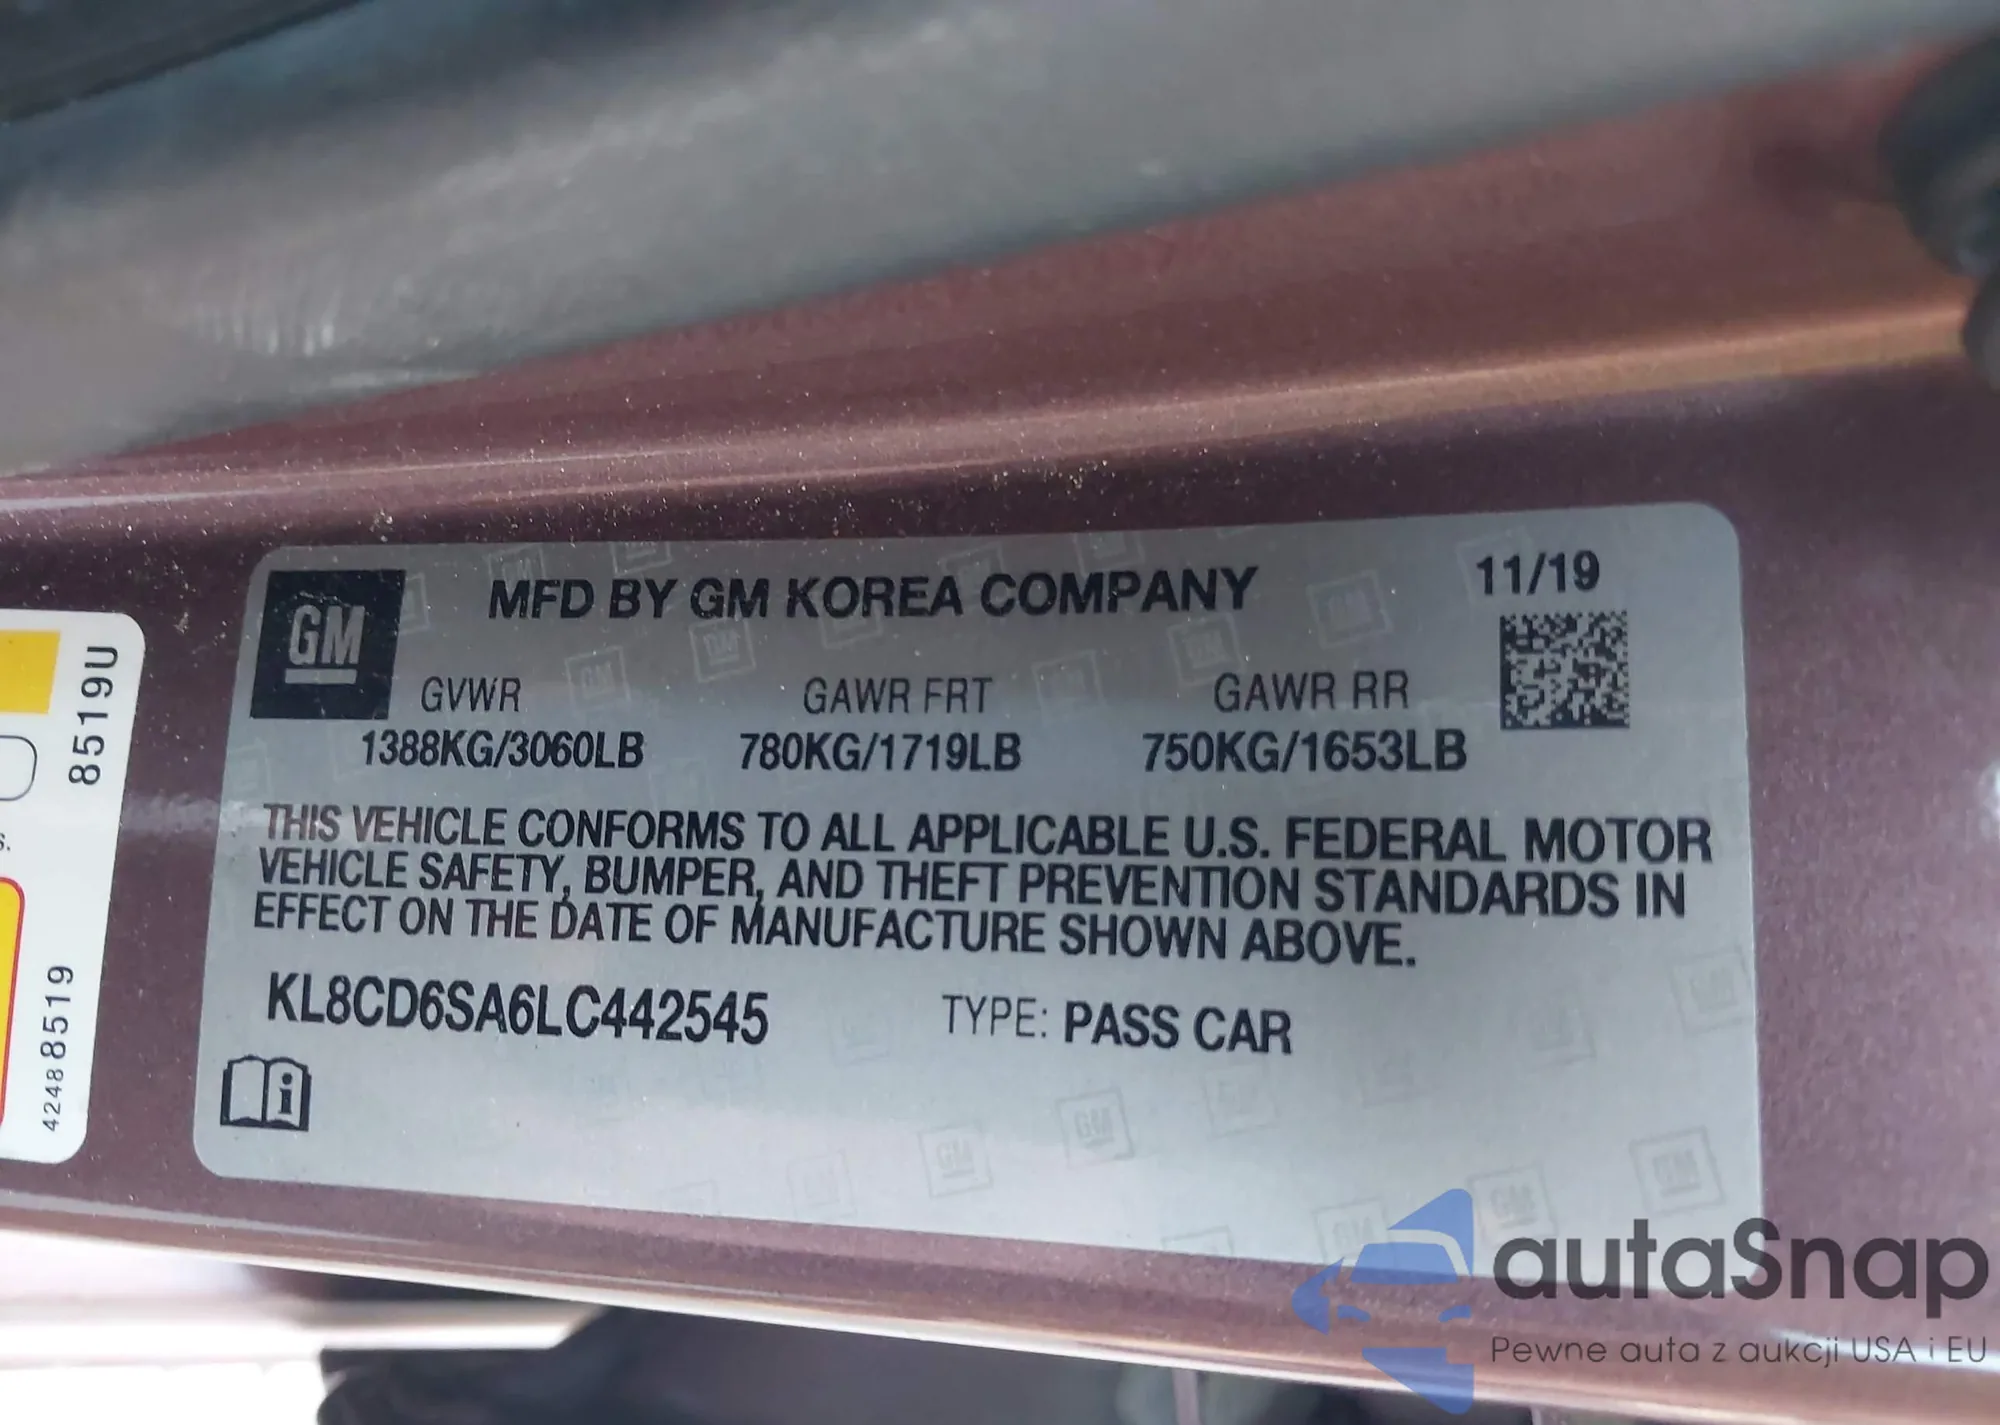 GM
MFD BY GM KOREA COMPANY
11/19
GVWR
GAWR FRT
GAWR RR
1388KG/3060LB
780KG/1719LB
750KG/1653LB
THIS VEHICLE CONFORMS TO ALL APPLICABLE U.S. FEDERAL MOTOR
VEHICLE SAFETY, BUMPER, AND THEFT PREVENTION STANDARDS IN
EFFECT ON THE DATE OF MANUFACTURE SHOWN ABOVE.
KL8CD6SA6LC442545
TYPE: PASS CAR
8519U
42488519
s.
autaSnap
Pewne auta z aukcji USA i EU